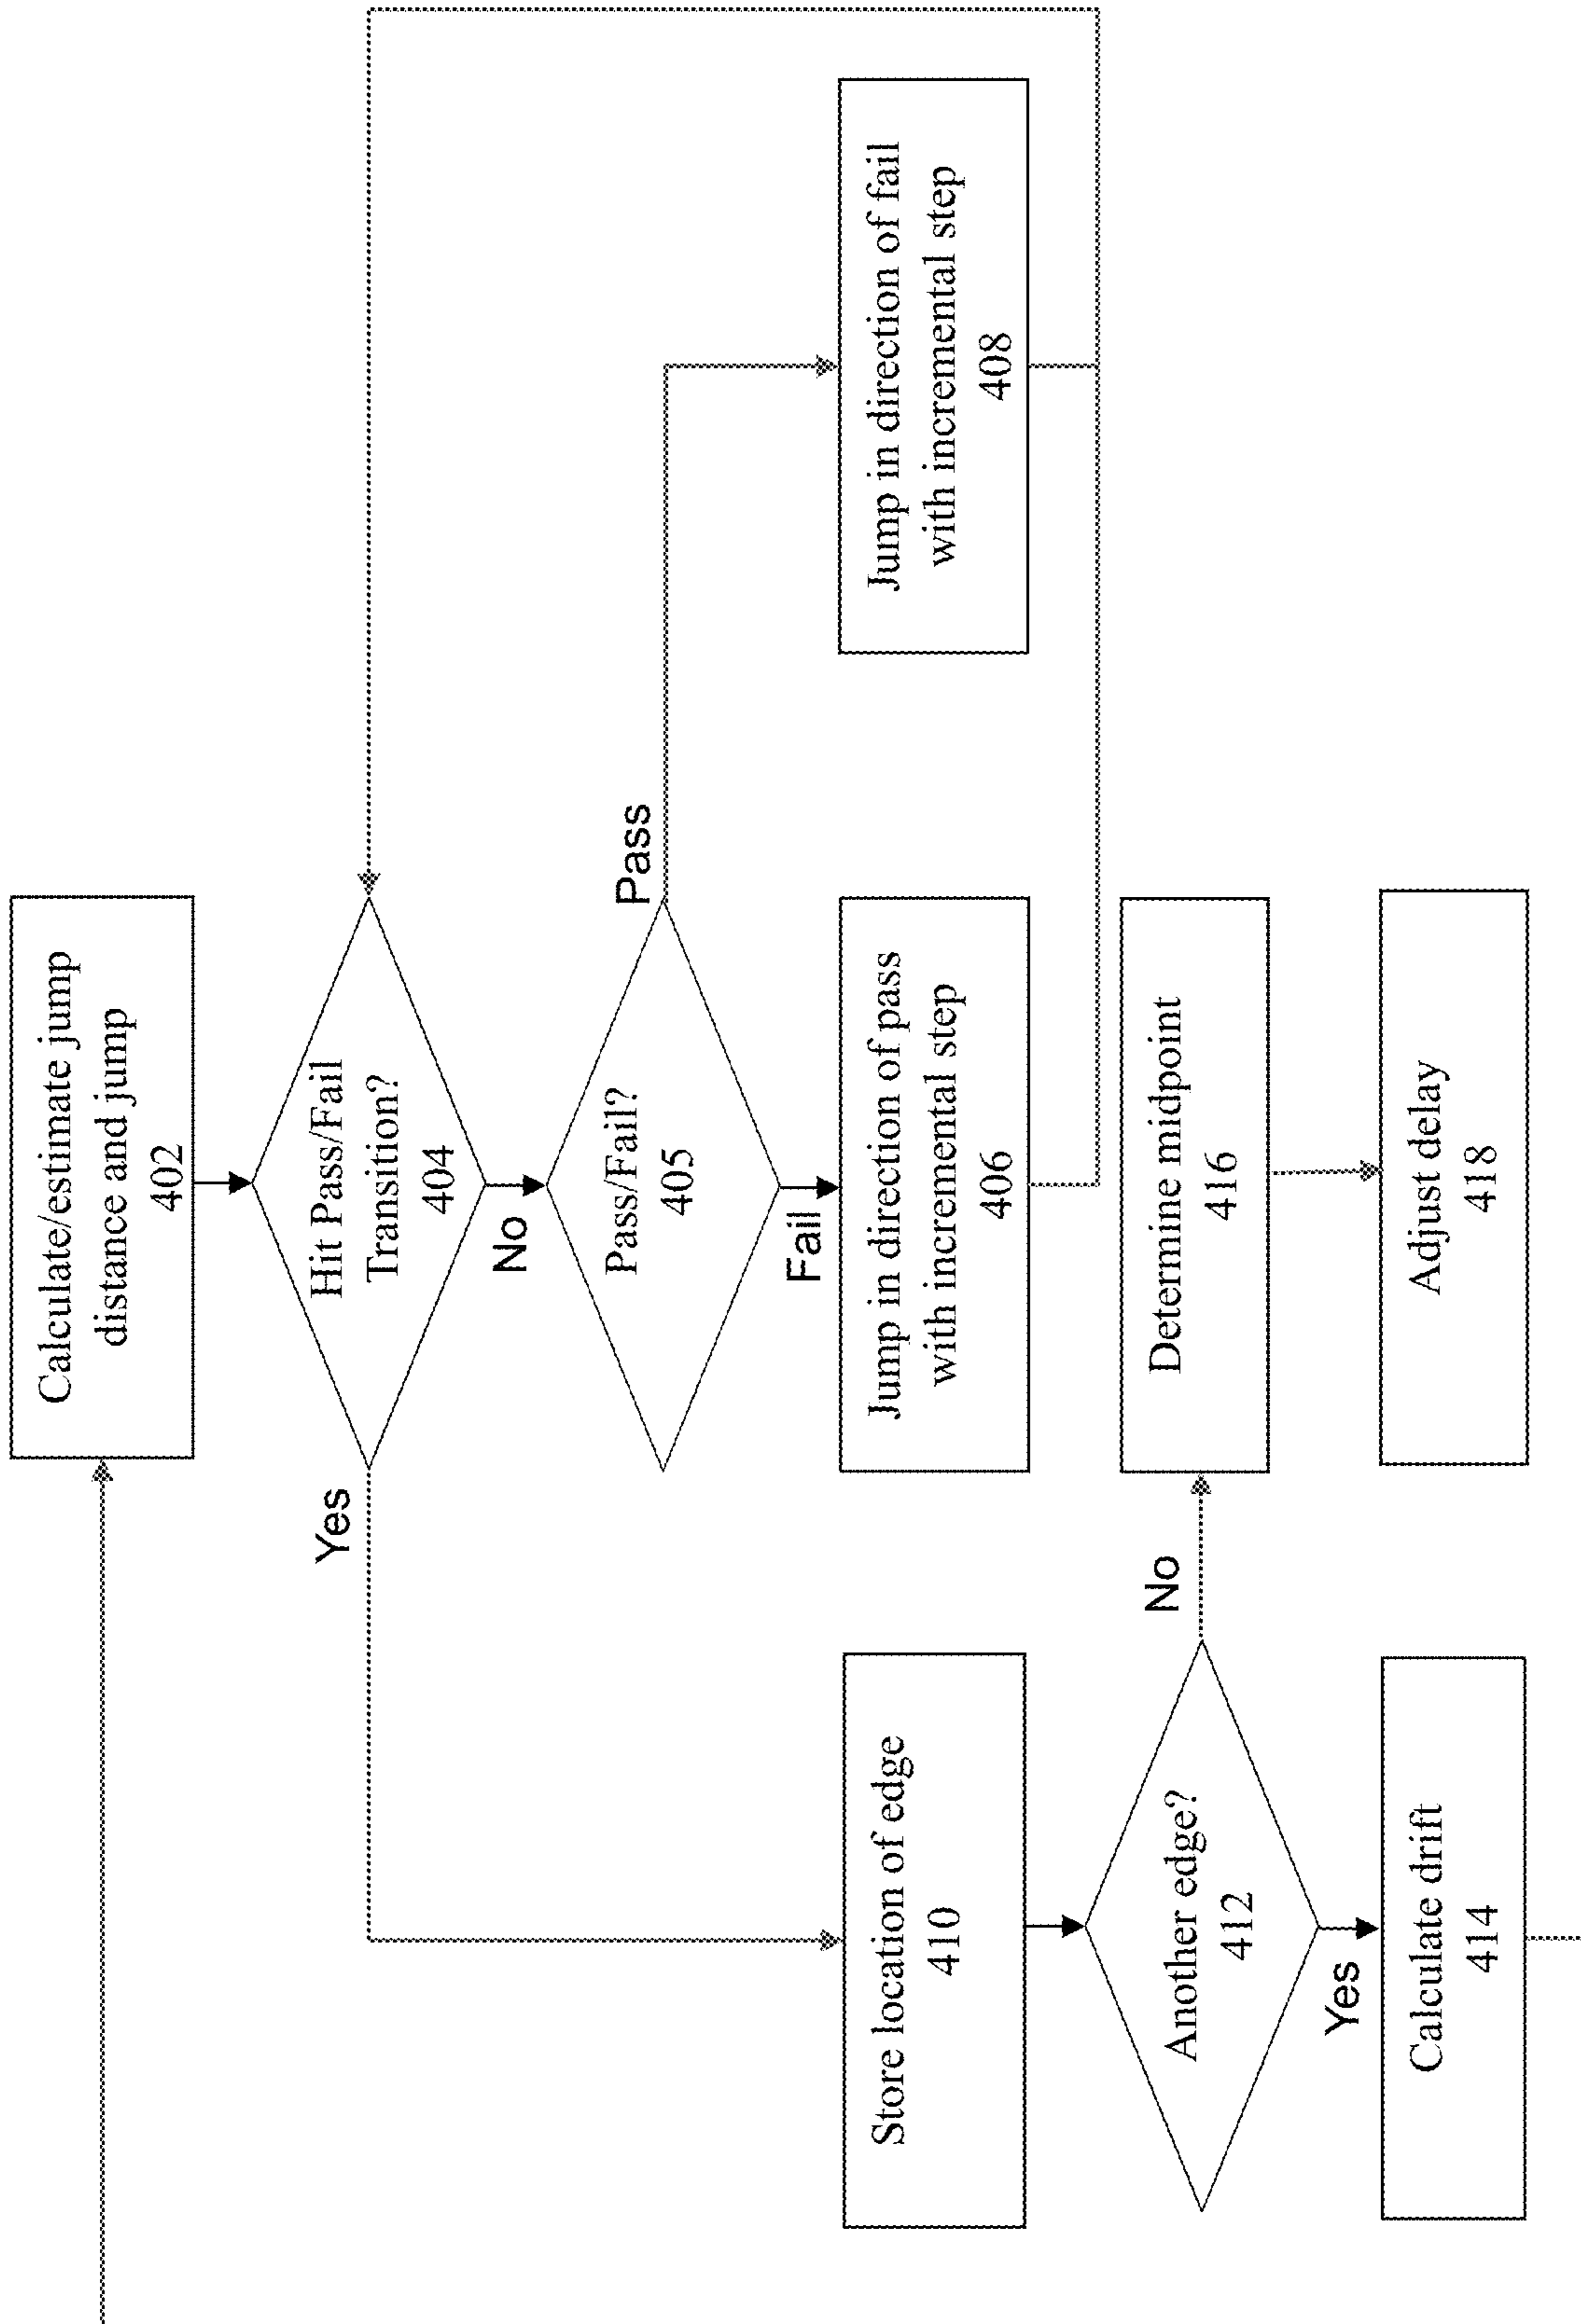 Calculate/estimate jump
distance and jump
402
Hit Pass/Fail
Transition?
404
Yes
No
Pass/Fail?
405
Pass
Fail
Jump in direction of pass
with incremental step
406
Jump in direction of fail
with incremental step
408
Store location of edge
410
Another edge?
412
No
Yes
Determine midpoint
416
Calculate drift
414
Adjust delay
418